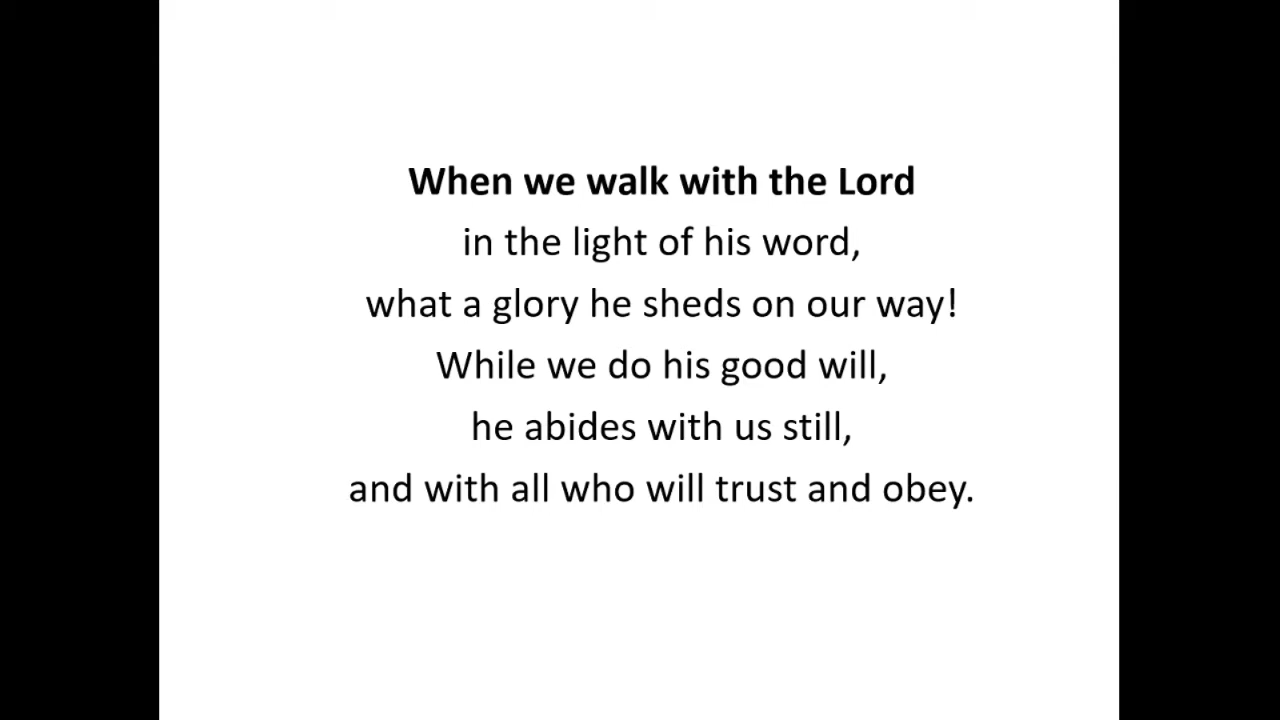 When we walk with the Lord
in the light of his word,
what a glory he sheds on our way!
While we do his good will,
he abides with us still,
and with all who will trust and obey.